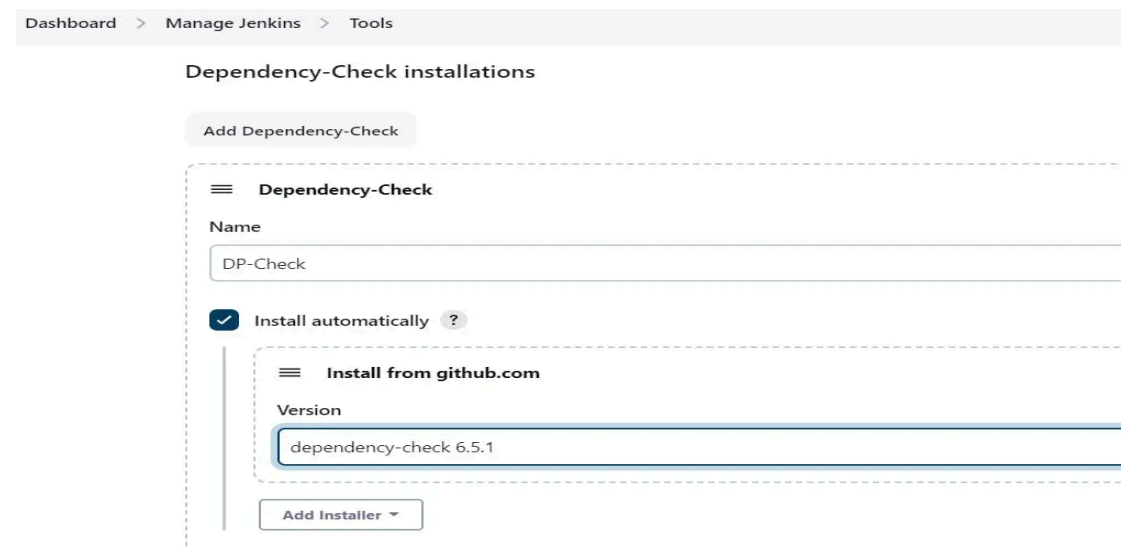 Dashboard > Manage Jenkins > Tools
Dependency-Check installations
Add Dependency-Check
Dependency-Check
Name
DP-Check
Install automatically ?
Install from github.com
Version
dependency-check 6.5.1
Add Installer